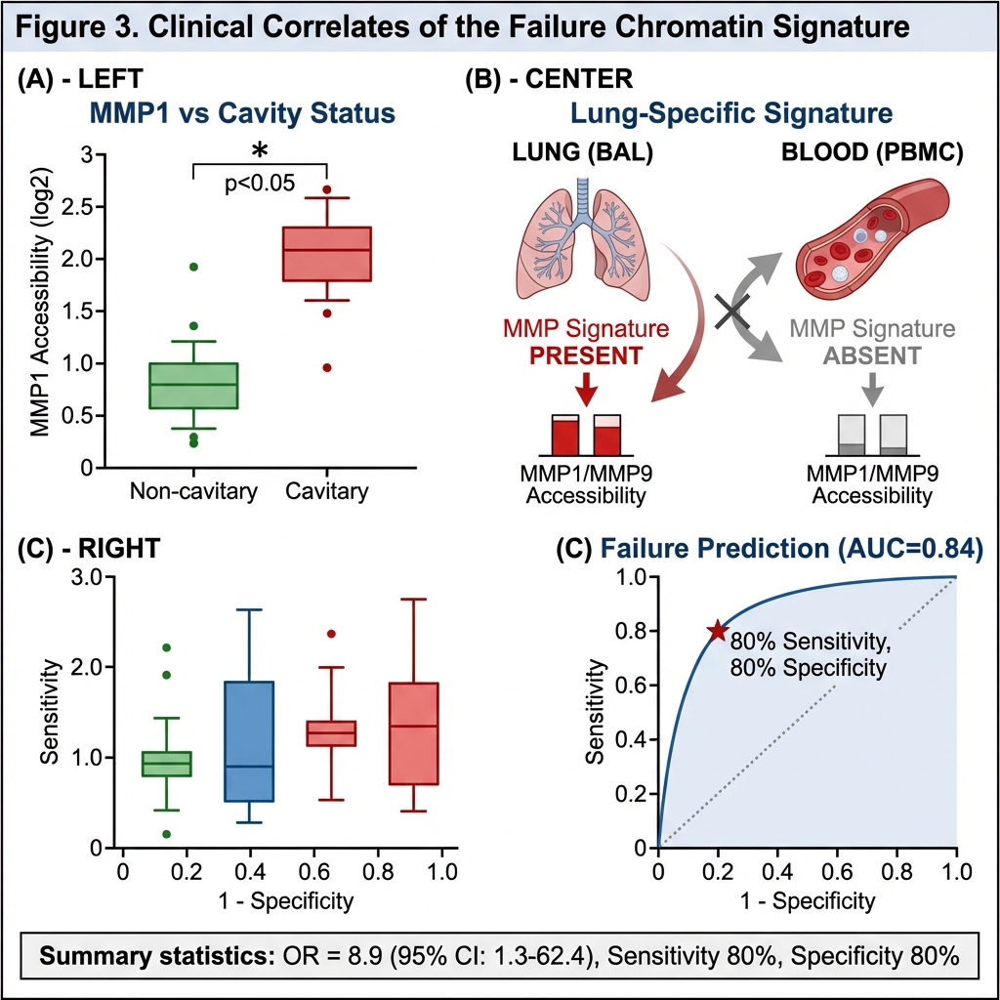 Figure 3. Clinical Correlates of the Failure Chromatin Signature
(A) - LEFT
MMP1 vs Cavity Status
MMP1 Accessibility (log2)
3
2.5
2.0
1.5
1.0
0.5
0
*
p<0.05
Non-cavitary
Cavitary
(B) - CENTER
Lung-Specific Signature
LUNG (BAL)
BLOOD (PBMC)
MMP Signature
PRESENT
MMP1/MMP9
Accessibility
MMP Signature
ABSENT
MMP1/MMP9
Accessibility
(C) - RIGHT
Sensitivity
3.0
2.0
1.0
0
0 0.2 0.4 0.6 0.8 1.0
1 - Specificity
(C) Failure Prediction (AUC=0.84)
Sensitivity
1.0
0.8
0.6
0.4
0.2
0
80% Sensitivity,
80% Specificity
0 0.2 0.4 0.6 0.8 1.0
1 - Specificity
Summary statistics: OR = 8.9 (95% CI: 1.3-62.4), Sensitivity 80%, Specificity 80%